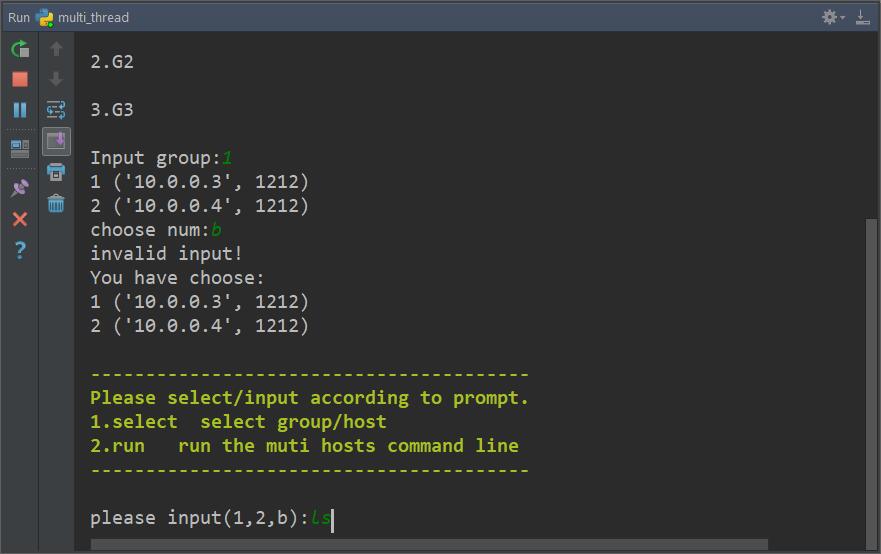 Run multi_thread
2.G2
3.G3
Input group:1
1 ('10.0.0.3', 1212)
2 ('10.0.0.4', 1212)
choose num:b
invalid input!
You have choose:
1 ('10.0.0.3', 1212)
2 ('10.0.0.4', 1212)
----------------------------------------
Please select/input according to prompt.
1.select  select group/host
2.run   run the muti hosts command line
----------------------------------------
please input(1,2,b):ls